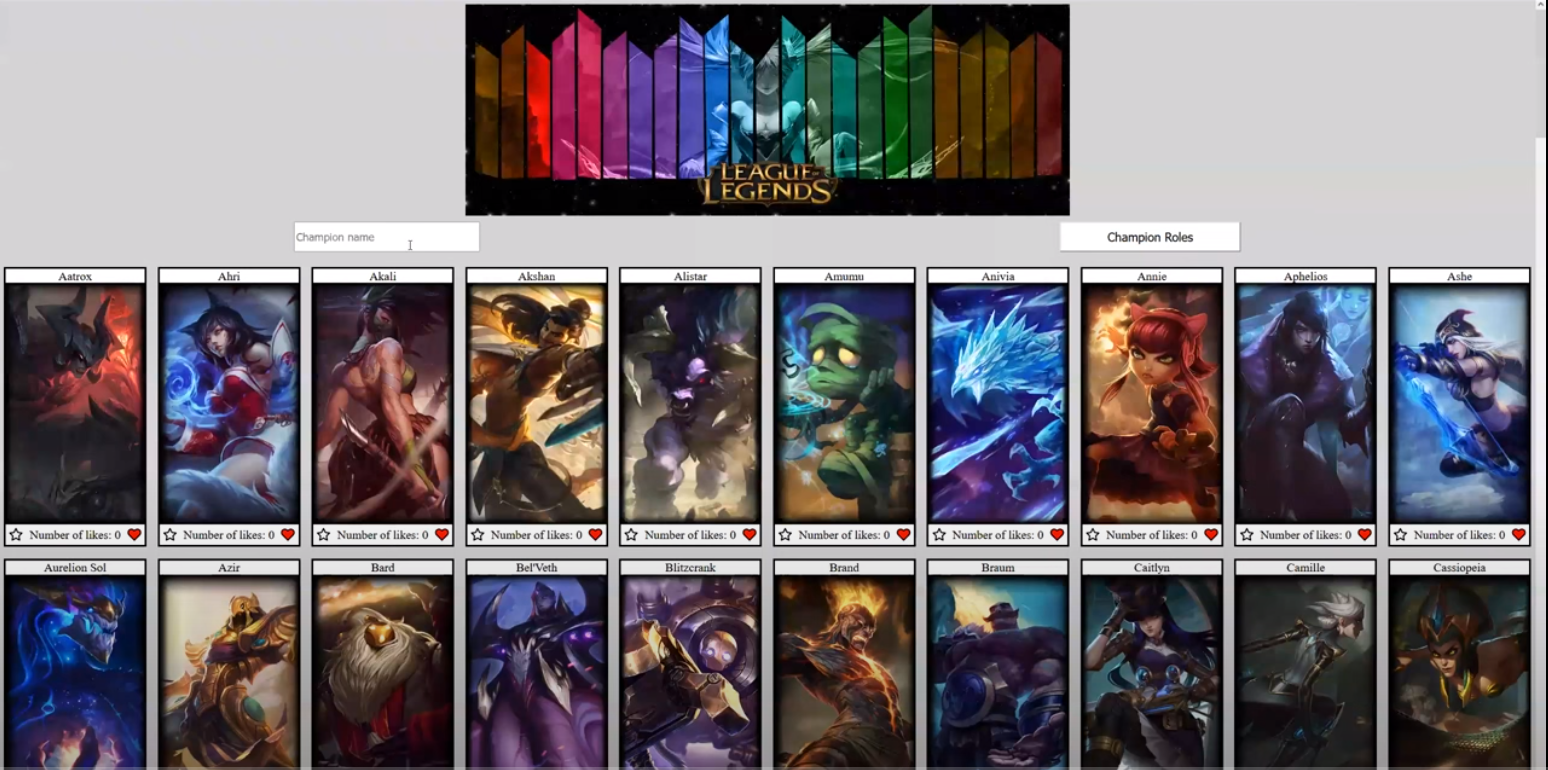 LEAGUE OF
LEGENDS
Champion name
Champion Roles
Aatrox Ahri Akali Akshan Alistar Amumu Anivia Annie Aphelios Ashe
Number of likes: 0 Number of likes: 0 Number of likes: 0 Number of likes: 0 Number of likes: 0 Number of likes: 0 Number of likes: 0 Number of likes: 0 Number of likes: 0 Number of likes: 0
Aurelion Sol Azir Bard Bel'Veth Blitzcrank Brand Braum Caitlyn Camille Cassiopeia